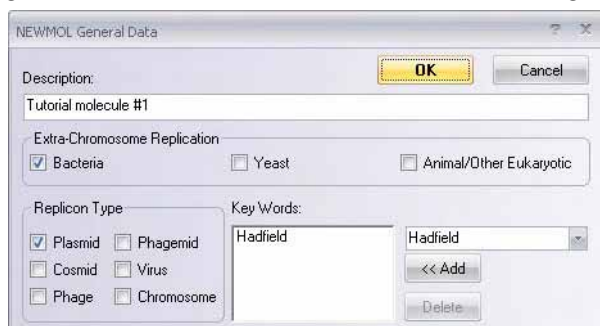 NEWMOL General Data
OK Cancel
Description:
Tutorial molecule #1
Extra-Chromosome Replication
Bacteria Yeast Animal/Other Eukaryotic
Replicon Type Key Words:
Plasmid Phagemid Hadfield Hadfield
Cosmid Virus << Add
Phage Chromosome Delete